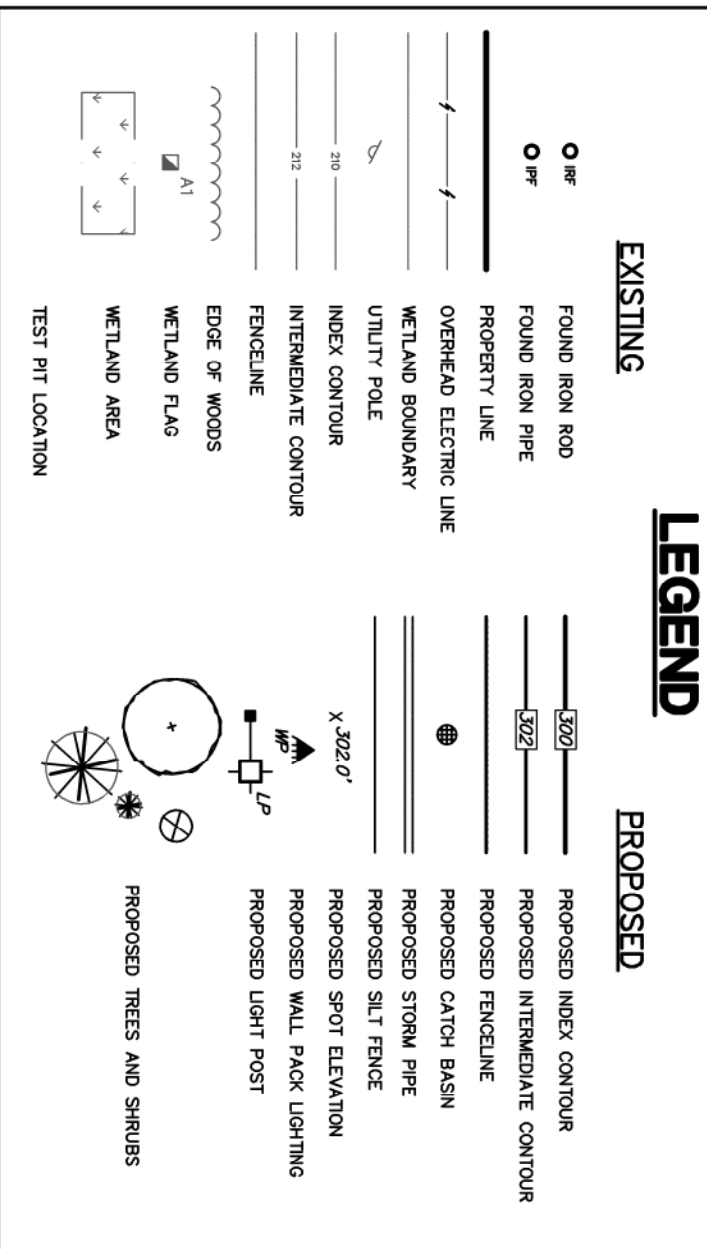 LEGEND
EXISTING
IRF FOUND IRON ROD
IPF FOUND IRON PIPE
PROPERTY LINE
OVERHEAD ELECTRIC LINE
WETLAND BOUNDARY
UTILITY POLE
210 INDEX CONTOUR
212 INTERMEDIATE CONTOUR
FENCELINE
EDGE OF WOODS
A1 WETLAND FLAG
WETLAND AREA
TEST PIT LOCATION
PROPOSED
300 PROPOSED INDEX CONTOUR
302 PROPOSED INTERMEDIATE CONTOUR
PROPOSED FENCELINE
PROPOSED CATCH BASIN
PROPOSED STORM PIPE
PROPOSED SILT FENCE
X 302.0' PROPOSED SPOT ELEVATION
WP PROPOSED WALL PACK LIGHTING
LP PROPOSED LIGHT POST
PROPOSED TREES AND SHRUBS